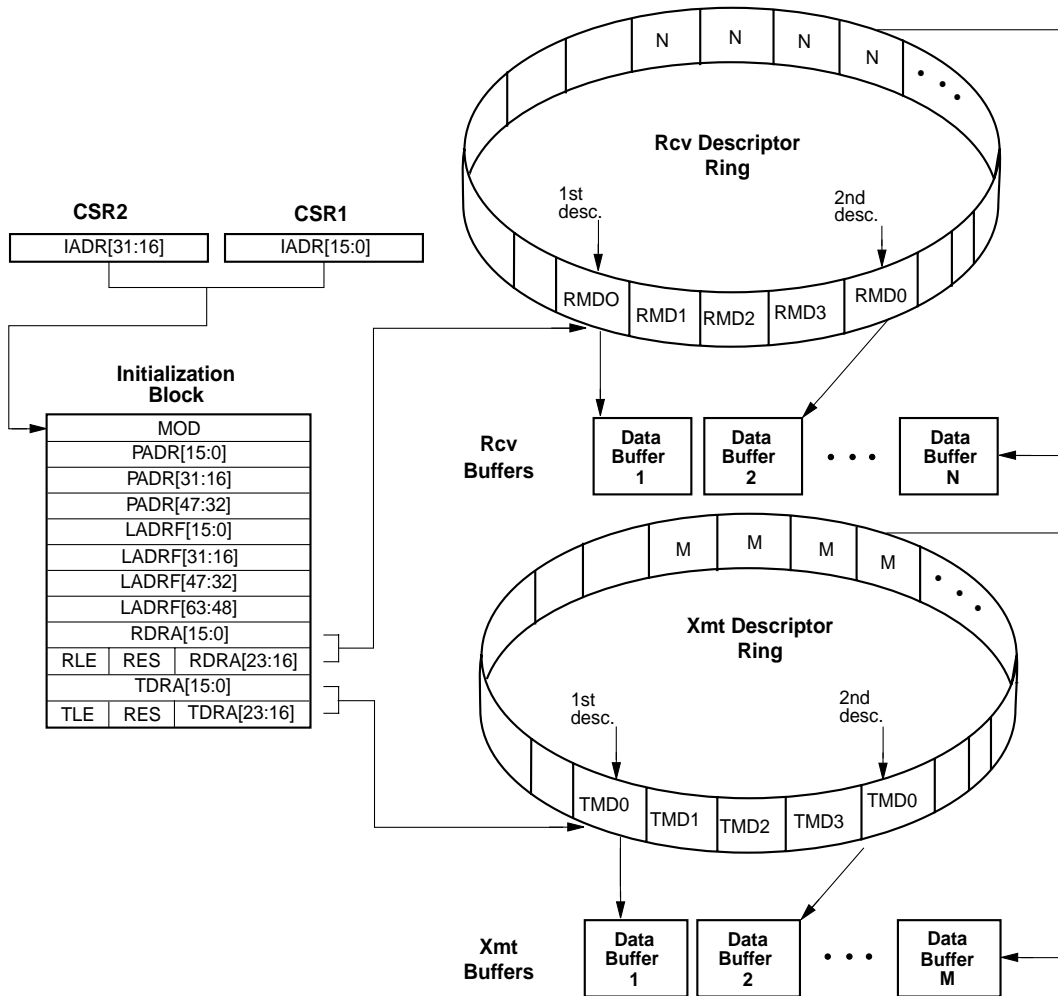 N N N N • • •
Rcv Descriptor
Ring
1st
desc.
2nd
desc.
CSR2 CSR1
IADR[31:16] IADR[15:0]
RMDO RMD1 RMD2 RMD3 RMD0
Initialization
Block
MOD
PADR[15:0]
PADR[31:16]
PADR[47:32]
LADRF[15:0]
LADRF[31:16]
LADRF[47:32]
LADRF[63:48]
RDRA[15:0]
RLE RES RDRA[23:16]
TDRA[15:0]
TLE RES TDRA[23:16]
Rcv
Buffers
Data
Buffer
1
Data
Buffer
2
• • •
Data
Buffer
N
M M M M • • •
Xmt Descriptor
Ring
1st
desc.
2nd
desc.
TMD0 TMD1 TMD2 TMD3 TMD0
Xmt
Buffers
Data
Buffer
1
Data
Buffer
2
• • •
Data
Buffer
M